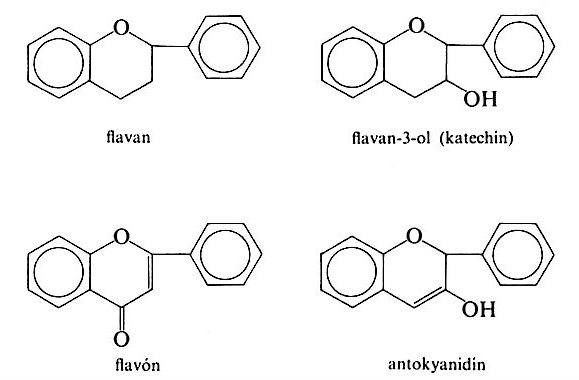 O
O
OH
flavan
flavan-3-ol (katechin)
O
O
OH
O
flavón
antokyanidín